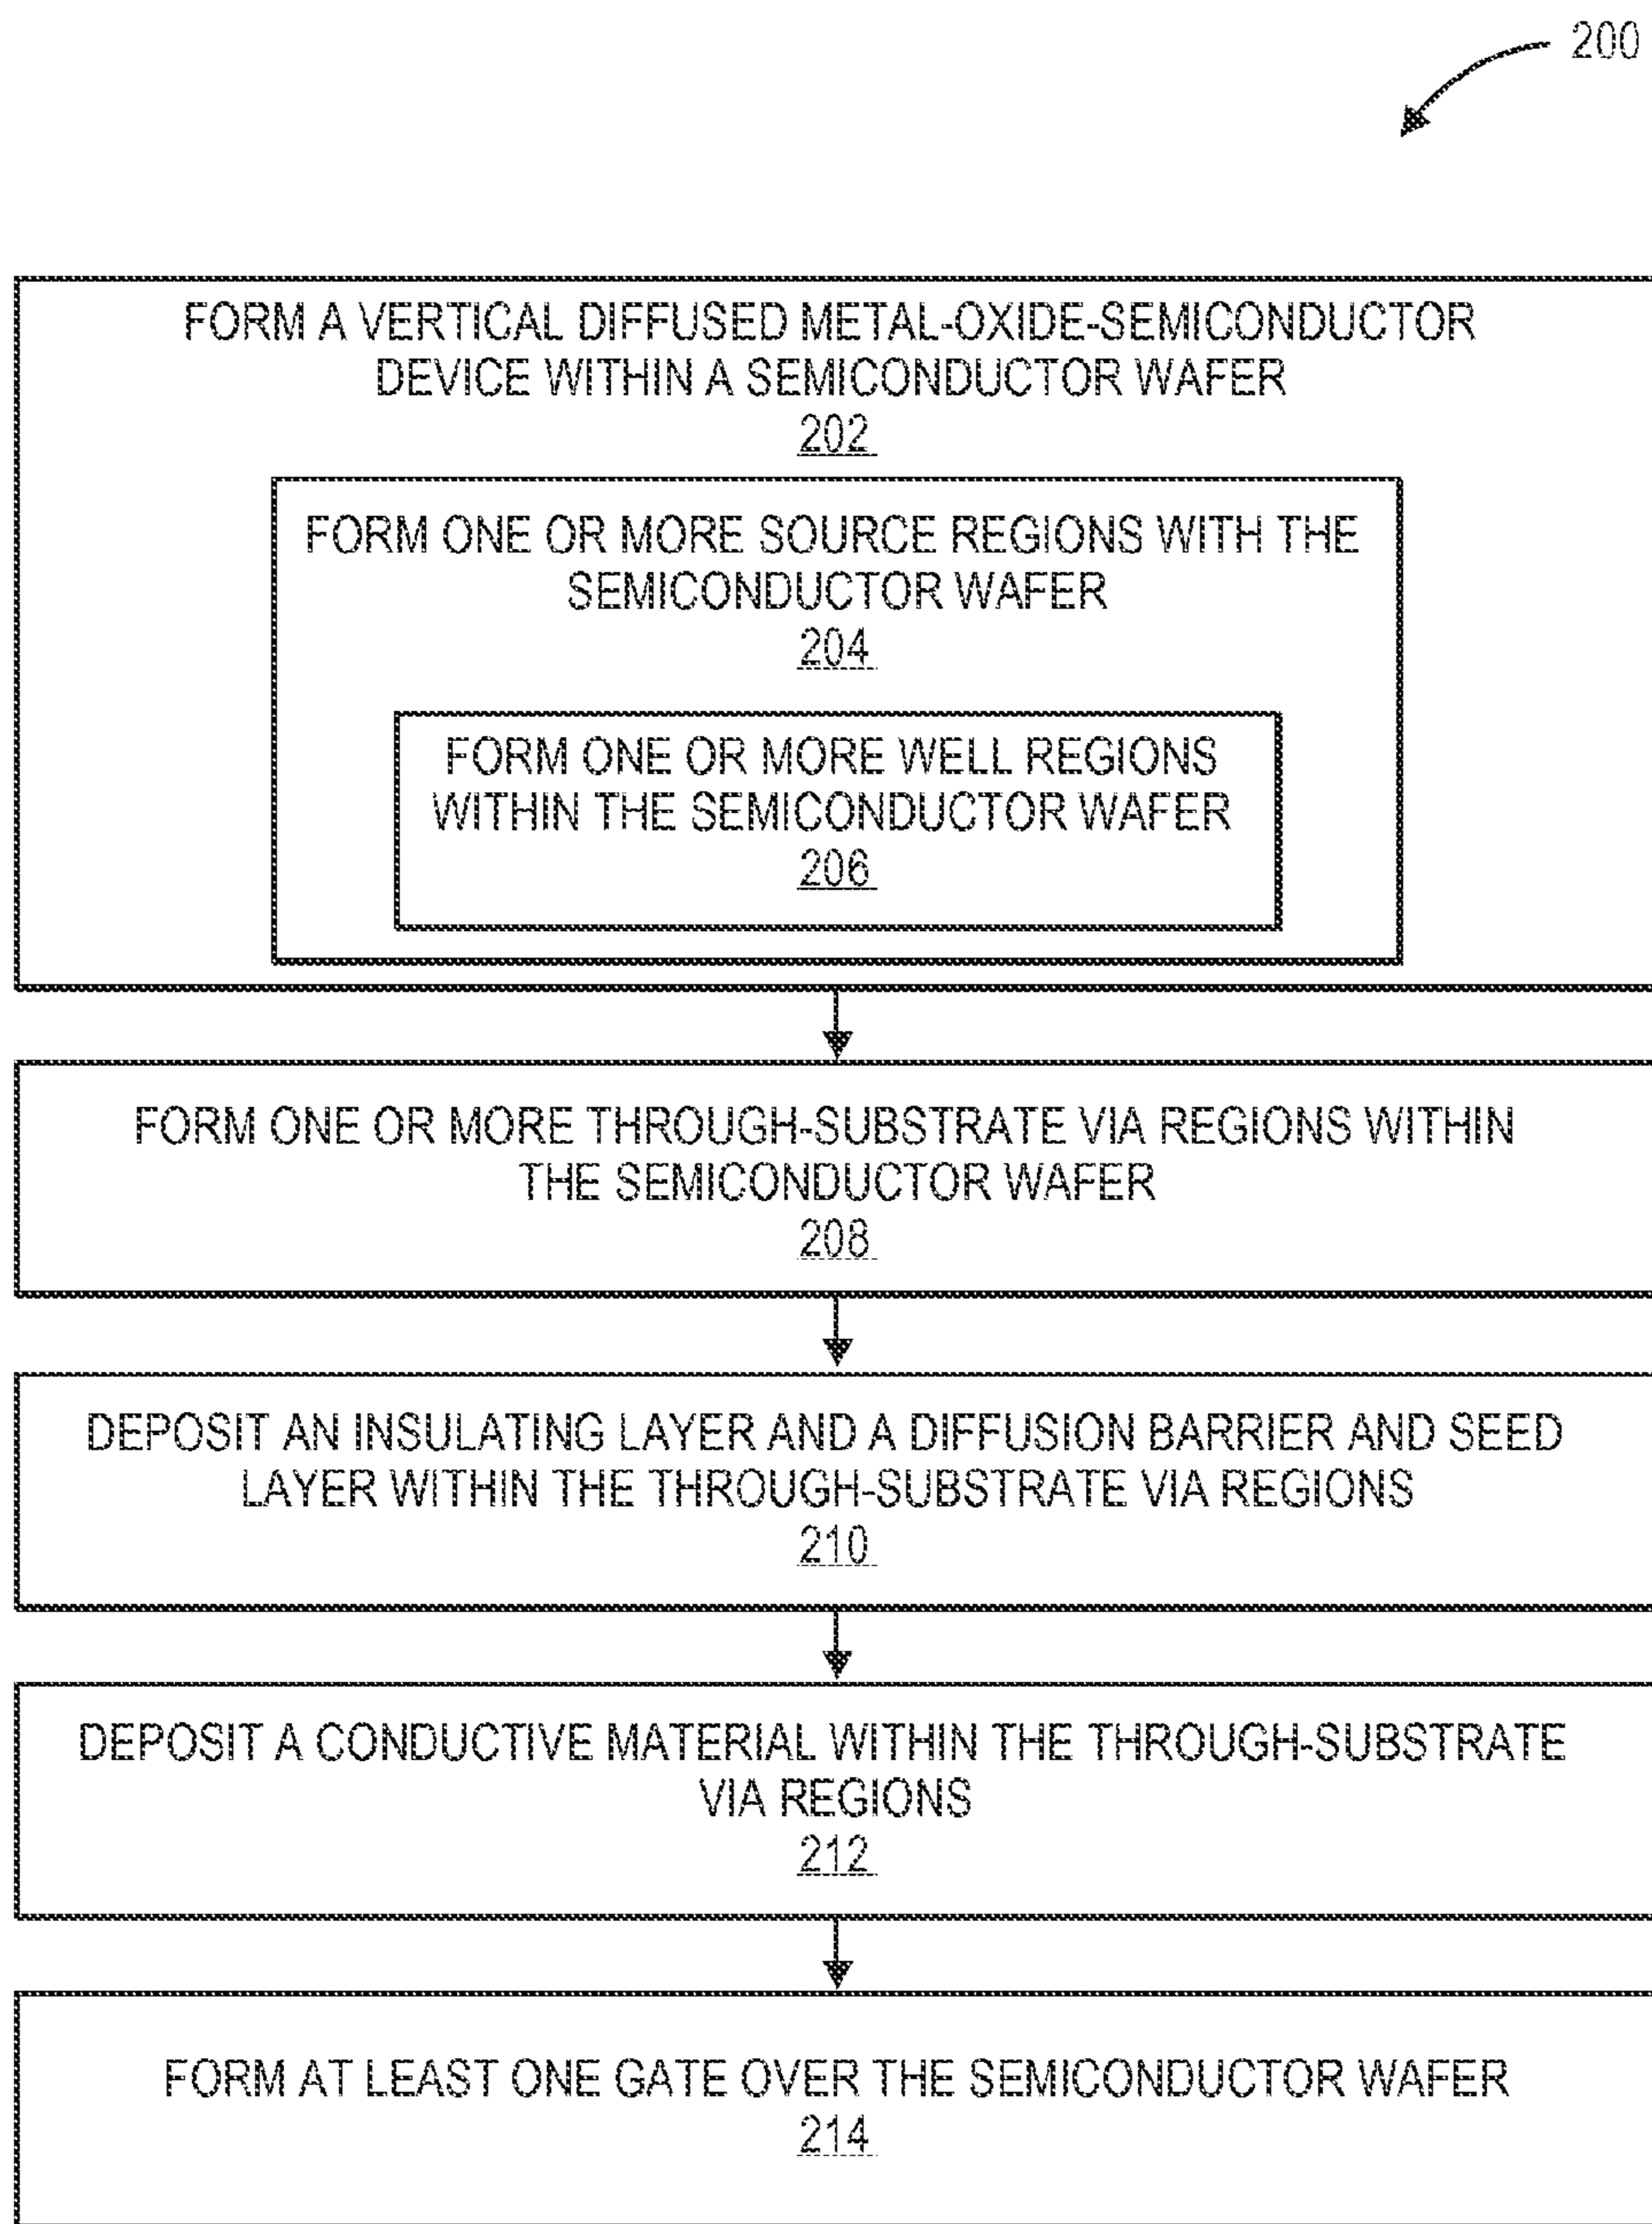 200
FORM A VERTICAL DIFFUSED METAL-OXIDE-SEMICONDUCTOR
DEVICE WITHIN A SEMICONDUCTOR WAFER
202
FORM ONE OR MORE SOURCE REGIONS WITH THE
SEMICONDUCTOR WAFER
204
FORM ONE OR MORE WELL REGIONS
WITHIN THE SEMICONDUCTOR WAFER
206
FORM ONE OR MORE THROUGH-SUBSTRATE VIA REGIONS WITHIN
THE SEMICONDUCTOR WAFER
208
DEPOSIT AN INSULATING LAYER AND A DIFFUSION BARRIER AND SEED
LAYER WITHIN THE THROUGH-SUBSTRATE VIA REGIONS
210
DEPOSIT A CONDUCTIVE MATERIAL WITHIN THE THROUGH-SUBSTRATE
VIA REGIONS
212
FORM AT LEAST ONE GATE OVER THE SEMICONDUCTOR WAFER
214